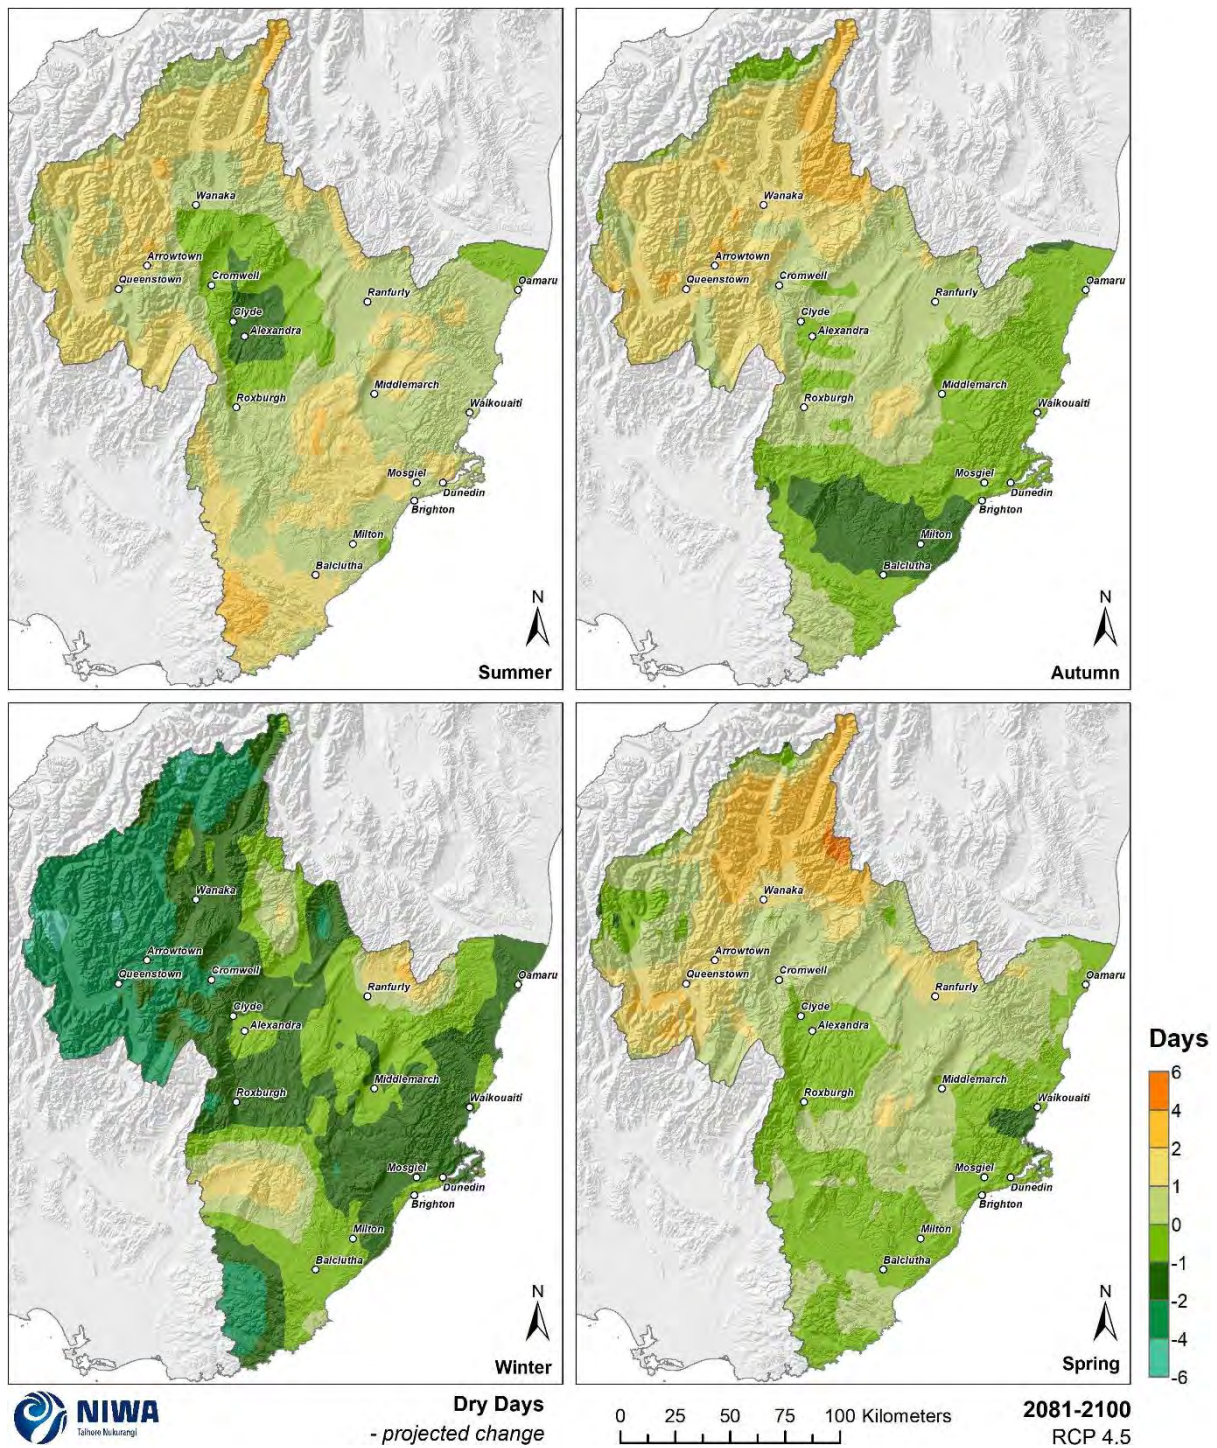 Wanaka
Arrowtown
Queenstown
Cromwell
Clyde
Alexandra
Ranfurly
Oamaru
Roxburgh
Middlemarch
Waikouaiti
Mosgiel
Dunedin
Brighton
Milton
Balclutha
N
Summer
Wanaka
Arrowtown
Queenstown
Cromwell
Clyde
Alexandra
Ranfurly
Oamaru
Roxburgh
Middlemarch
Waikouaiti
Mosgiel
Dunedin
Brighton
Milton
Balclutha
N
Autumn
Wanaka
Arrowtown
Queenstown
Cromwell
Clyde
Alexandra
Ranfurly
Oamaru
Roxburgh
Middlemarch
Waikouaiti
Mosgiel
Dunedin
Brighton
Milton
Balclutha
N
Winter
Wanaka
Arrowtown
Queenstown
Cromwell
Clyde
Alexandra
Ranfurly
Oamaru
Roxburgh
Middlemarch
Waikouaiti
Mosgiel
Dunedin
Brighton
Milton
Balclutha
N
Spring
Days
6
4
2
1
0
-1
-2
-4
-6
NIWA
Taihoro Nukurangi
Dry Days
- projected change
0 25 50 75 100 Kilometers
2081-2100
RCP 4.5